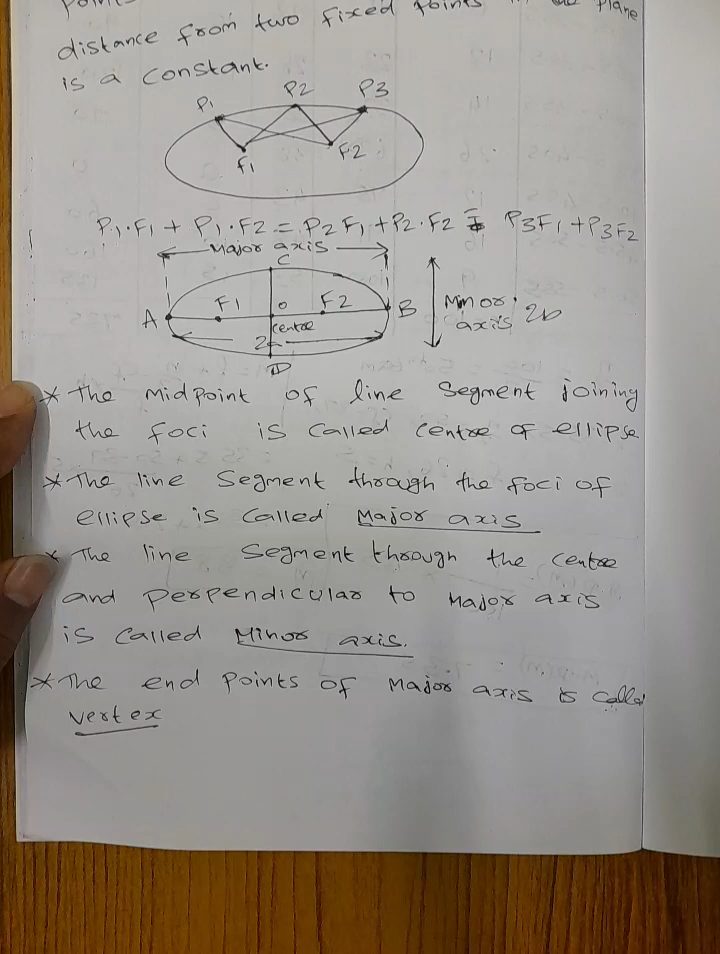 distance from two fixed points plane
is a constant.
P1 P2 P3
F1 F2
P1.F1 + P1.F2 = P2F1 + P2.F2 = P3F1 + P3F2
Major axis
C
A F1 O F2 B Minor
centre axis 2b
D
* The midpoint of line segment joining
the foci is called centre of ellipse
* The line segment through the foci of
ellipse is called Major axis
* The line segment through the centre
and perpendicular to Major axis
is called Minor axis.
* The end points of Major axis is called
vertex